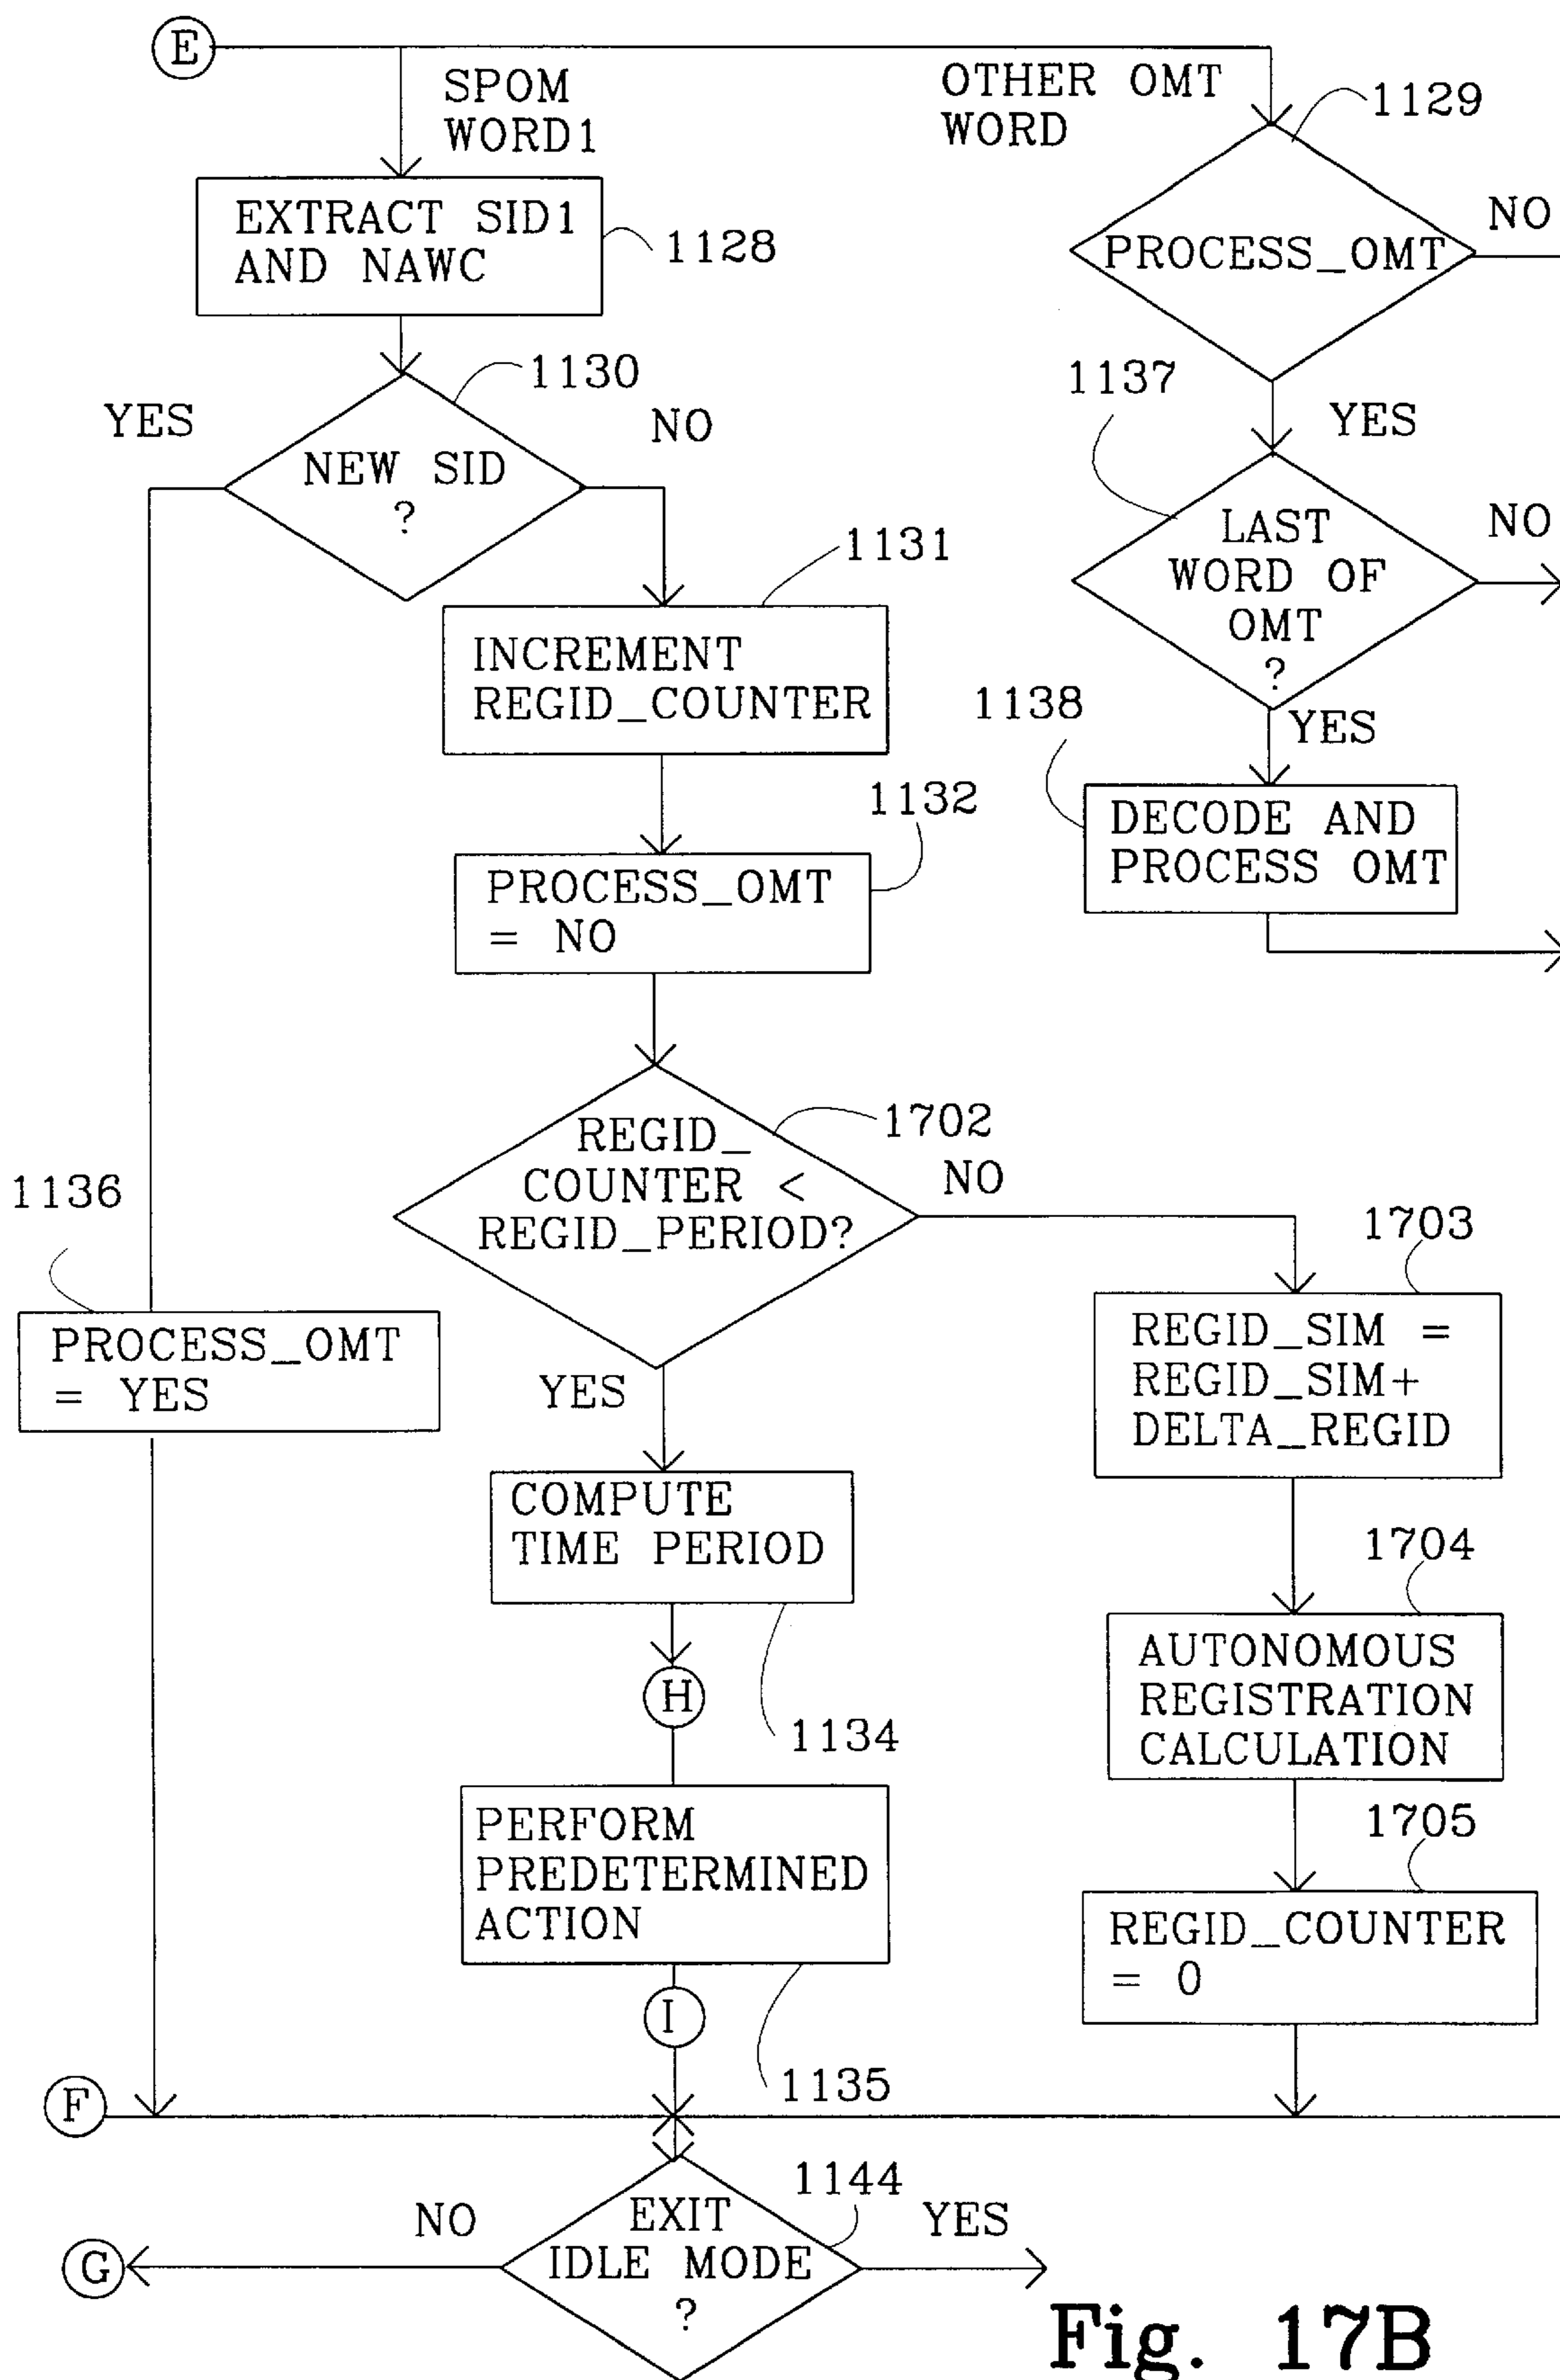 E
SPOM
WORD1
OTHER OMT
WORD
1129
EXTRACT SID1
AND NAWC
1128
PROCESS_OMT
NO
1130
YES
NO
NEW SID
?
1137
YES
LAST
WORD OF
OMT
?
NO
1131
INCREMENT
REGID_COUNTER
1138
YES
1132
DECODE AND
PROCESS OMT
PROCESS_OMT
= NO
1702
REGID_
COUNTER <
REGID_PERIOD?
NO
1136
PROCESS_OMT
= YES
YES
1703
REGID_SIM =
REGID_SIM+
DELTA_REGID
COMPUTE
TIME PERIOD
1704
H
1134
AUTONOMOUS
REGISTRATION
CALCULATION
PERFORM
PREDETERMINED
ACTION
1705
REGID_COUNTER
= 0
I
1135
F
1144
NO
EXIT
IDLE MODE
?
YES
G
Fig. 17B